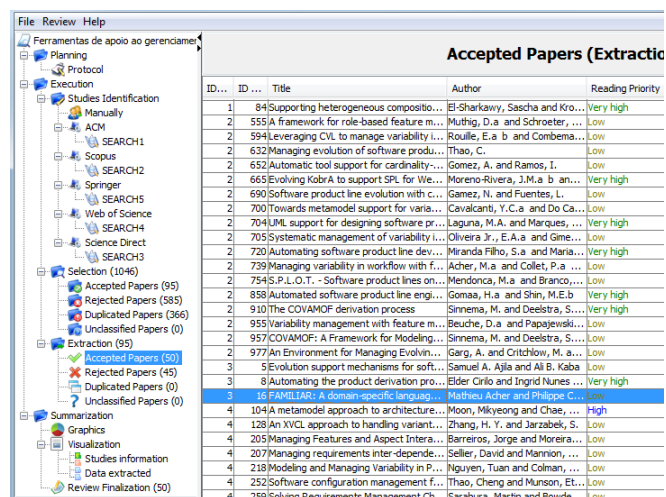 File Review Help
Ferramentas de apoio ao gerenciamer
Planning
Protocol
Execution
Studies Identification
Manually
ACM
SEARCH1
Scopus
SEARCH2
Springer
SEARCH5
Web of Science
SEARCH4
Science Direct
SEARCH3
Selection (1046)
Accepted Papers (95)
Rejected Papers (585)
Duplicated Papers (366)
Unclassified Papers (0)
Extraction (95)
Accepted Papers (50)
Rejected Papers (45)
Duplicated Papers (0)
Unclassified Papers (0)
Summarization
Graphics
Visualization
Studies information
Data extracted
Review Finalization (50)
Accepted Papers (Extractio
ID... ID ... Title Author Reading Priority
1 84 Supporting heterogeneous compositio... El-Sharkawy, Sascha and Kro... Very high
2 555 A framework for role-based feature m... Muthig, D.a and Schroeter, ... Low
2 594 Leveraging CVL to manage variability i... Rouille, E.a b and Combema... Low
2 632 Managing evolution of software produ... Thao, C. Low
2 652 Automatic tool support for cardinality-... Gomez, A. and Ramos, I. Low
2 665 Evolving KobrA to support SPL for We... Moreno-Rivera, J.M.a b an... Very high
2 690 Software product line evolution with c... Gamez, N. and Fuentes, L. Low
2 700 Towards metamodel support for varia... Cavalcanti, Y.C.a and Do Ca... Low
2 704 UML support for designing software pr... Laguna, M.A. and Marques, ... Very high
2 705 Systematic management of variability i... Oliveira Jr., E.A.a and Gime... Low
2 720 Automating software product line dev... Miranda Filho, S.a and Maria... Very high
2 739 Managing variability in workflow with f... Acher, M.a and Collet, P.a ... Low
2 754 S.P.L.O.T. - Software product lines on... Mendonca, M.a and Branco,... Low
2 858 Automated software product line engi... Gomaa, H.a and Shin, M.E.b Very high
2 910 The COVAMOF derivation process Sinnema, M. and Deelstra, S.... Very high
2 955 Variability management with feature m... Beuche, D.a and Papajewski... Low
2 957 COVAMOF: A Framework for Modeling... Sinnema, M. and Deelstra, S.... Low
2 977 An Environment for Managing Evolvin... Garg, A. and Critchlow, M. a... Low
3 5 Evolution support mechanisms for soft... Samuel A. Ajila and Ali B. Kaba Low
3 8 Automating the product derivation pro... Elder Cirilo and Ingrid Nunes ... Very high
3 16 FAMILIAR: A domain-specific languag... Mathieu Acher and Philippe C... Low
4 104 A metamodel approach to architecture... Moon, Mikyeong and Chae, ... High
4 128 An XVCL approach to handling variant... Zhang, H. Y. and Jarzabek, S. Low
4 205 Managing Features and Aspect Intera... Barreiros, Jorge and Moreira... Low
4 207 Managing requirements inter-depende... Sellier, David and Mannion, ... Low
4 218 Modeling and Managing Variability in P... Nguyen, Tuan and Colman, ... Low
4 252 Software configuration management f... Thao, Cheng and Munson, Et... Low
4 259 Solving Requirements Management Ch... Sarabura, Martin and Bowde... Low